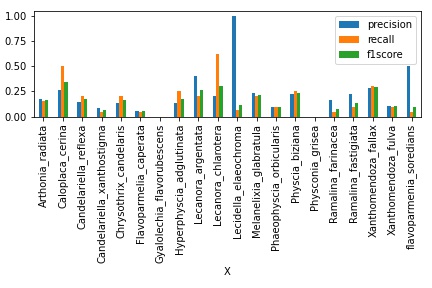 1.00
0.75
0.50
0.25
0.00
precision
recall
f1score
Arthonia_radiata
Caloplaca_cerina
Candelariella_reflexa
Candelariella_xanthostigma
Chrysothrix_candelaris
Flavoparmelia_caperata
Gyalolechia_flavorubescens
Hyperphyscia_adglutinata
Lecanora_argentata
Lecanora_chlarotera
Lecidella_elaeochroma
Melanelixia_glabratula
Phaeophyscia_orbicularis
Physcia_biziana
Physconia_grisea
Ramalina_farinacea
Ramalina_fastigiata
Xanthomendoza_fallax
Xanthomendoza_fulva
flavoparmenia_soredians
X